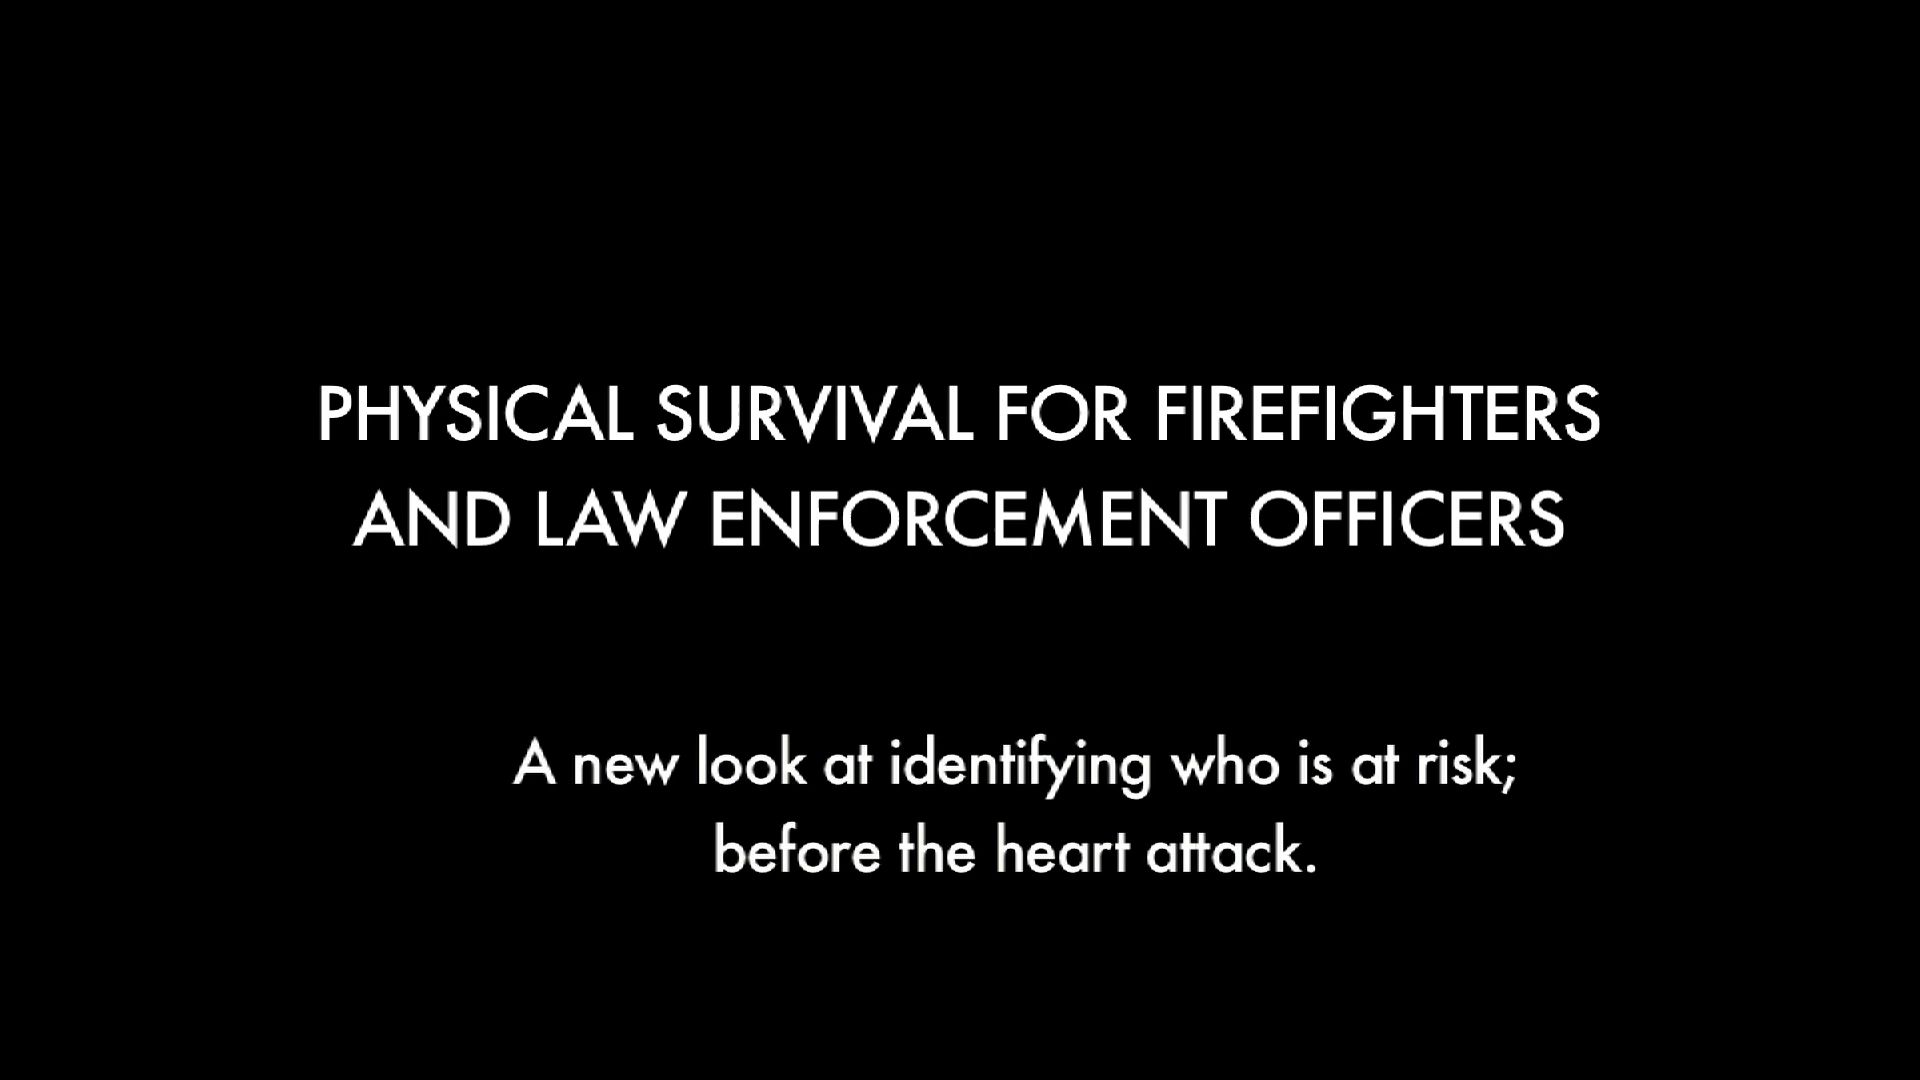 PHYSICAL SURVIVAL FOR FIREFIGHTERS
AND LAW ENFORCEMENT OFFICERS
A new look at identifying who is at risk;
before the heart attack.